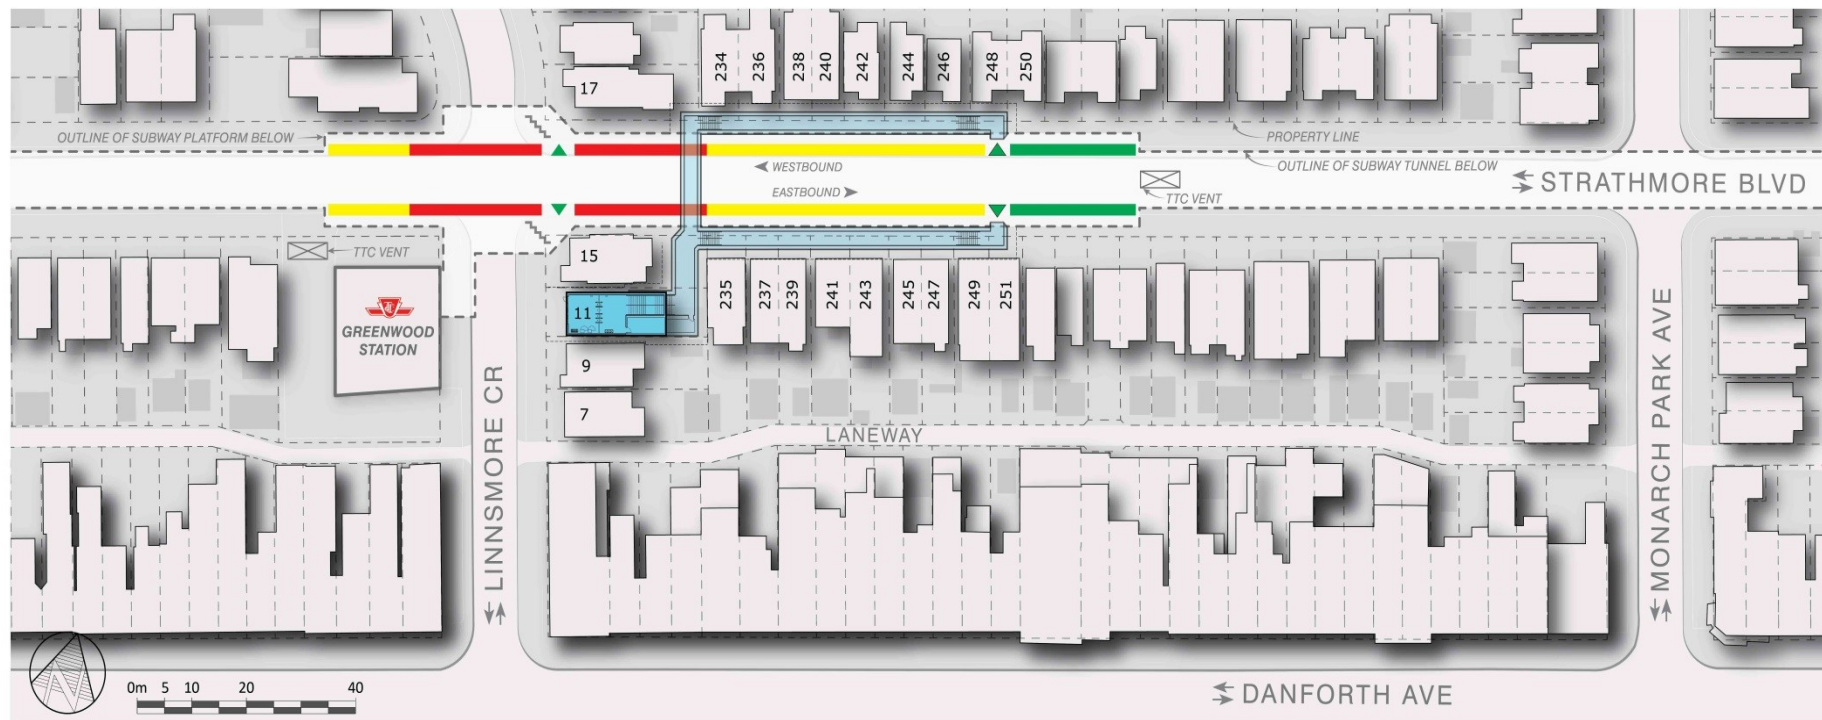 234
236
238
240
242
244
246
248
250
17
OUTLINE OF SUBWAY PLATFORM BELOW
PROPERTY LINE
WESTBOUND
OUTLINE OF SUBWAY TUNNEL BELOW
EASTBOUND
STRATHMORE BLVD
TTC VENT
TTC VENT
15
235
237
239
241
243
245
247
249
251
11
GREENWOOD
STATION
9
7
LINNSMORE CR
MONARCH PARK AVE
LANEWAY
N
0m 5 10 20 40
DANFORTH AVE